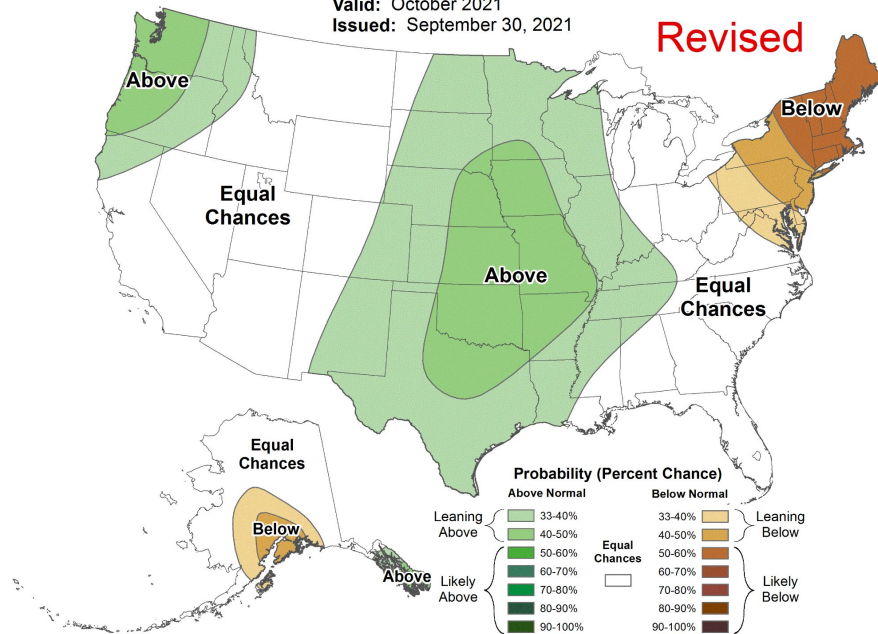 Valid: October 2021
Issued: September 30, 2021
Revised
Above
Below
Equal
Chances
Above
Equal
Chances
Equal
Chances
Below
Above
Probability (Percent Chance)
Above Normal
Below Normal
Leaning
Above
33-40%
40-50%
50-60%
60-70%
70-80%
80-90%
90-100%
Likely
Above
Equal
Chances
33-40%
40-50%
50-60%
60-70%
70-80%
80-90%
90-100%
Leaning
Below
Likely
Below